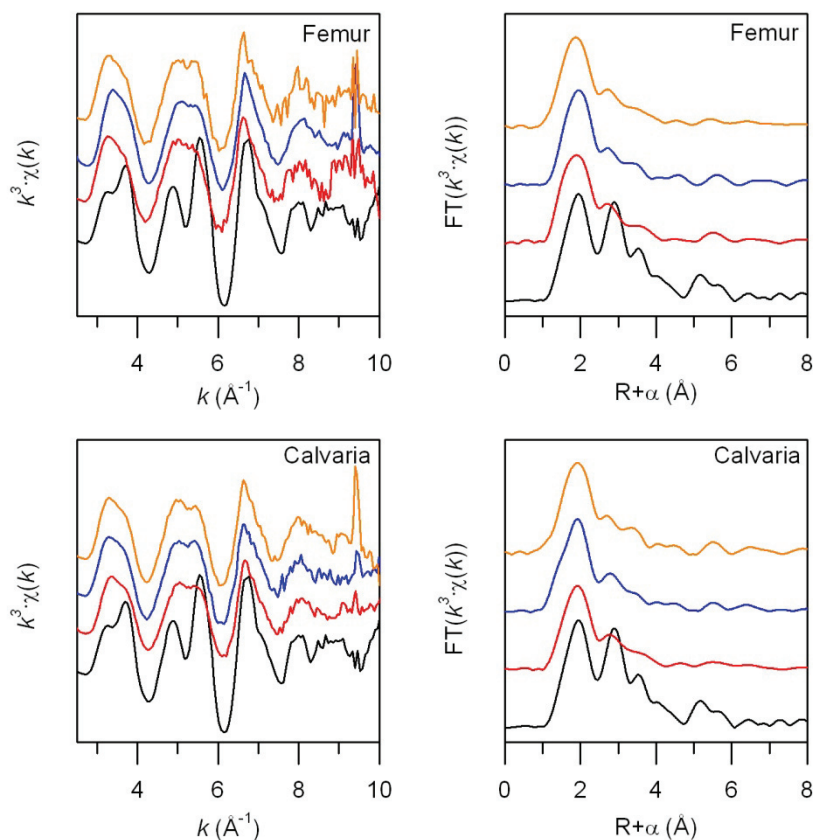 Femur
k³·χ(k)
4 6 8 10
k (Å⁻¹)
Femur
FT(k³·χ(k))
0 2 4 6 8
R+α (Å)
Calvaria
k³·χ(k)
4 6 8 10
k (Å⁻¹)
Calvaria
FT(k³·χ(k))
0 2 4 6 8
R+α (Å)